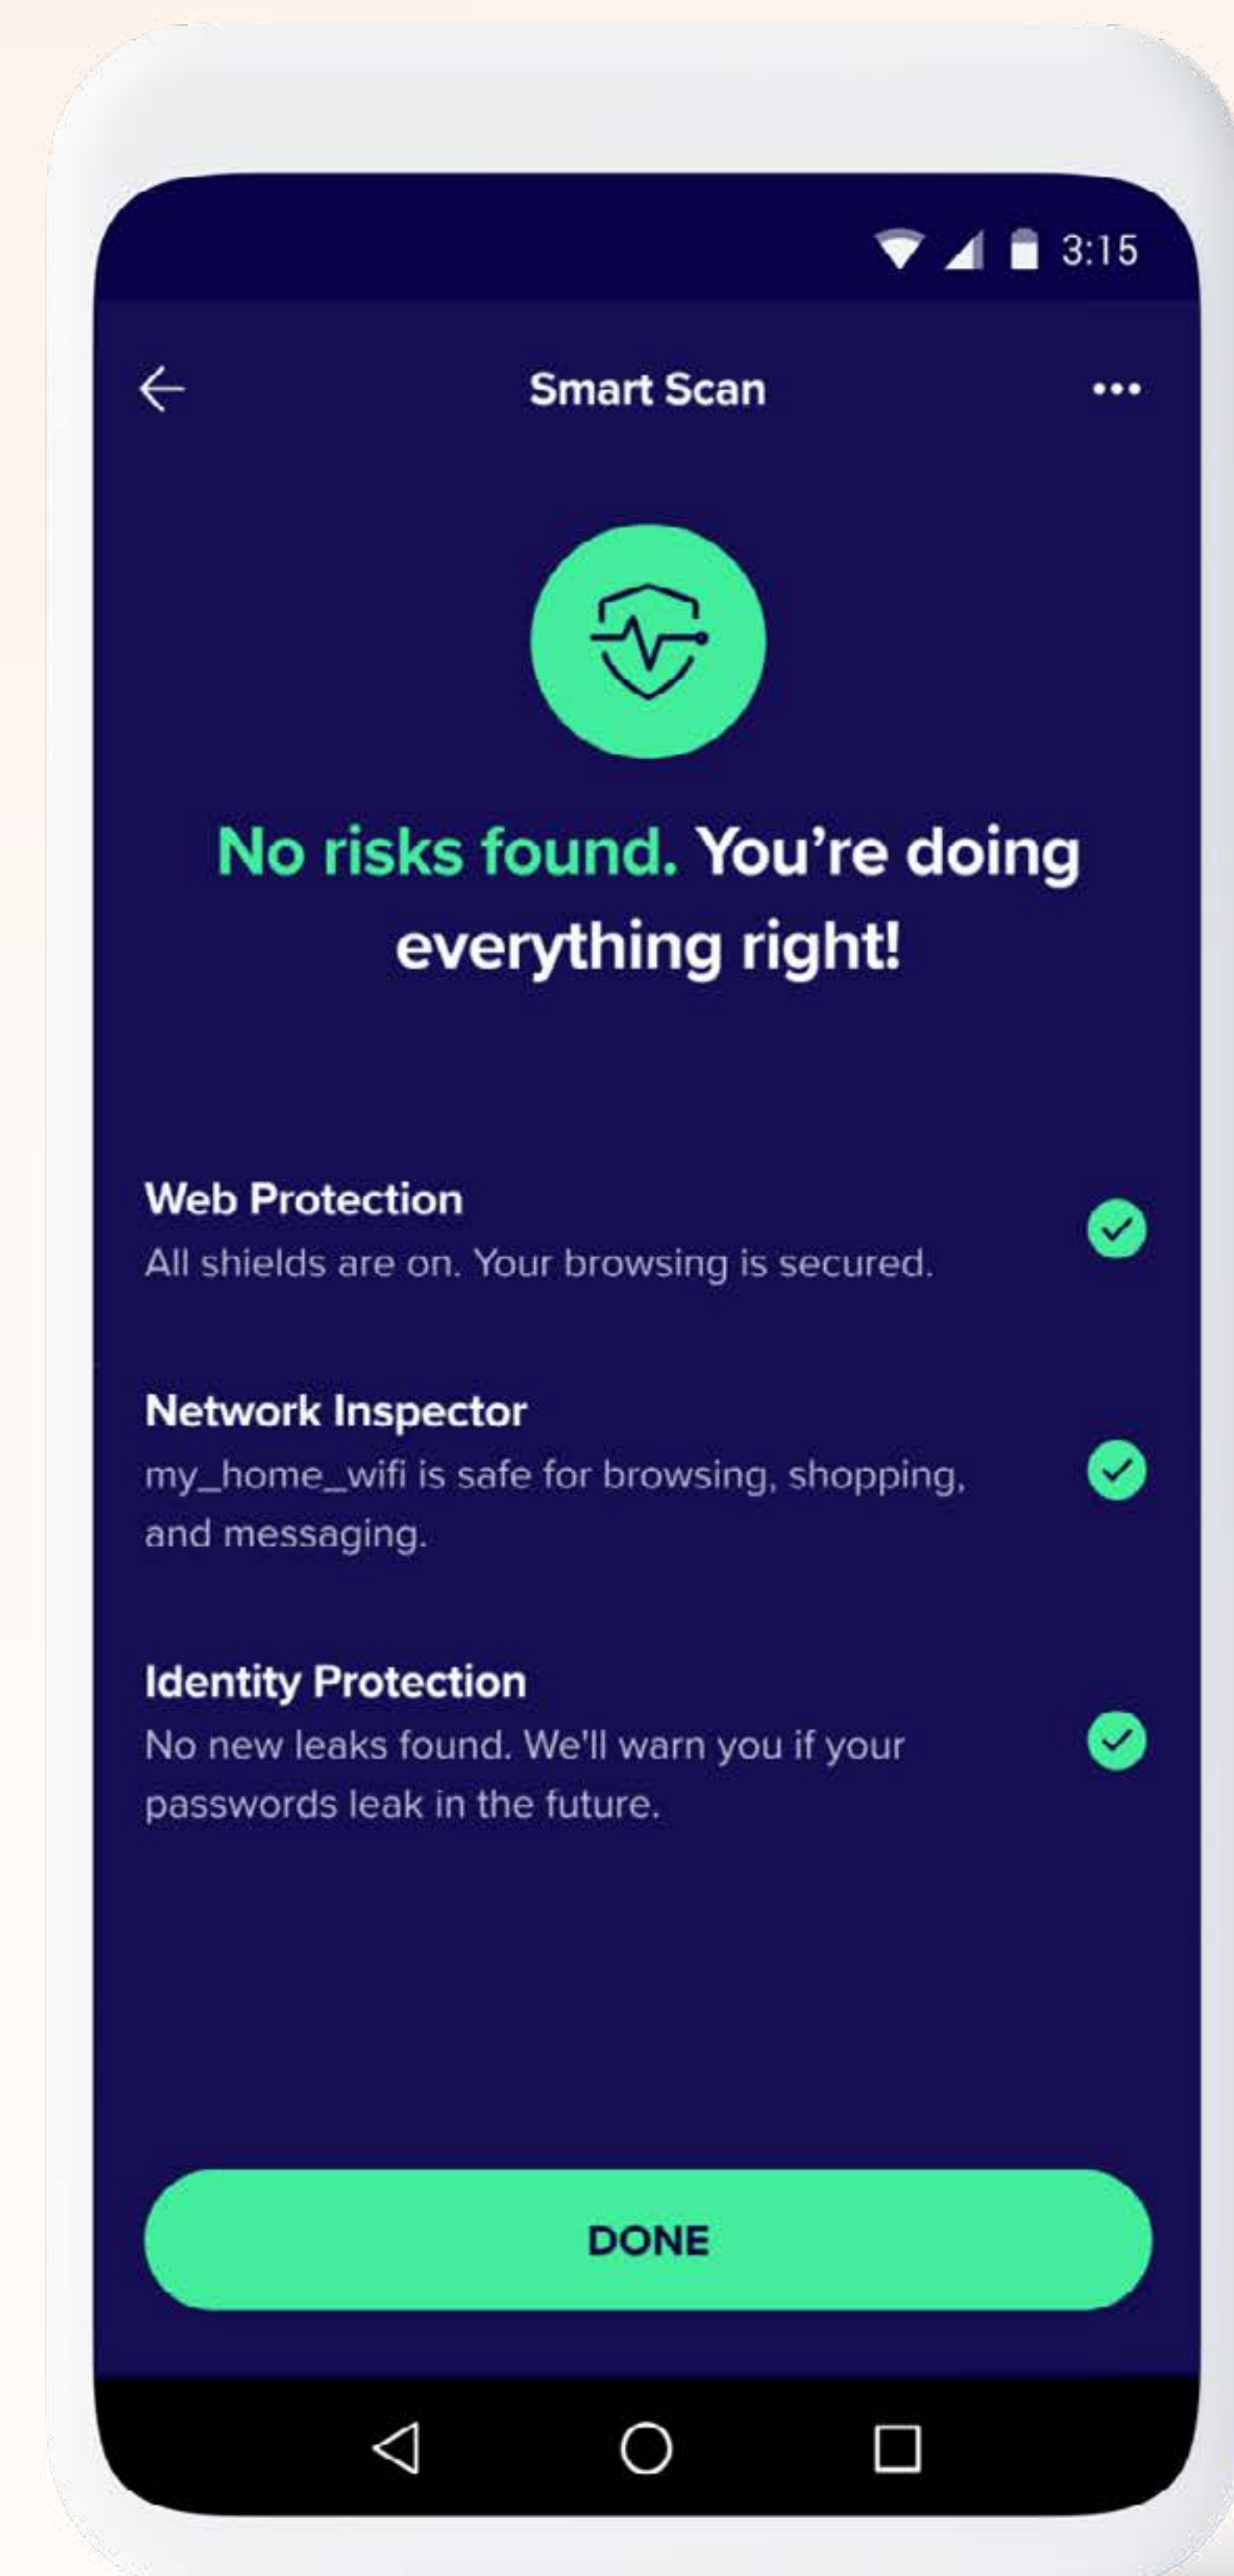 3:15
Smart Scan
No risks found. You’re doing
everything right!
Web Protection
All shields are on. Your browsing is secured.
Network Inspector
my_home_wifi is safe for browsing, shopping,
and messaging.
Identity Protection
No new leaks found. We'll warn you if your
passwords leak in the future.
DONE